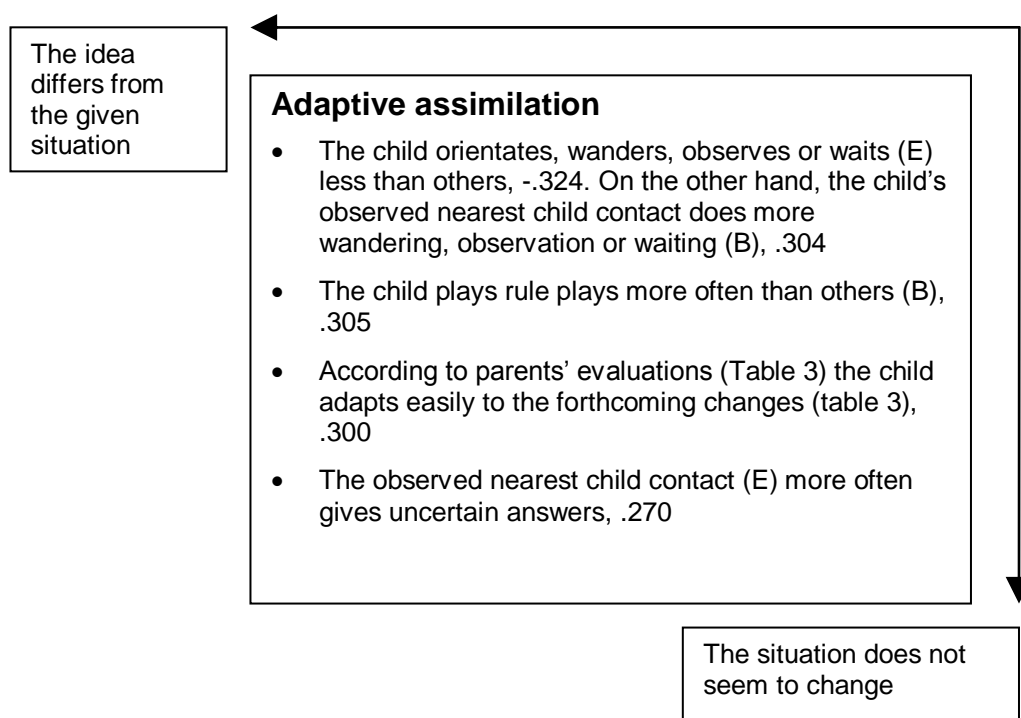 The idea
differs from
the given
situation
Adaptive assimilation
• The child orientates, wanders, observes or waits (E)
less than others, -.324. On the other hand, the child's
observed nearest child contact does more
wandering, observation or waiting (B), .304
• The child plays rule plays more often than others (B),
.305
• According to parents' evaluations (Table 3) the child
adapts easily to the forthcoming changes (table 3),
.300
• The observed nearest child contact (E) more often
gives uncertain answers, .270
The situation does not
seem to change